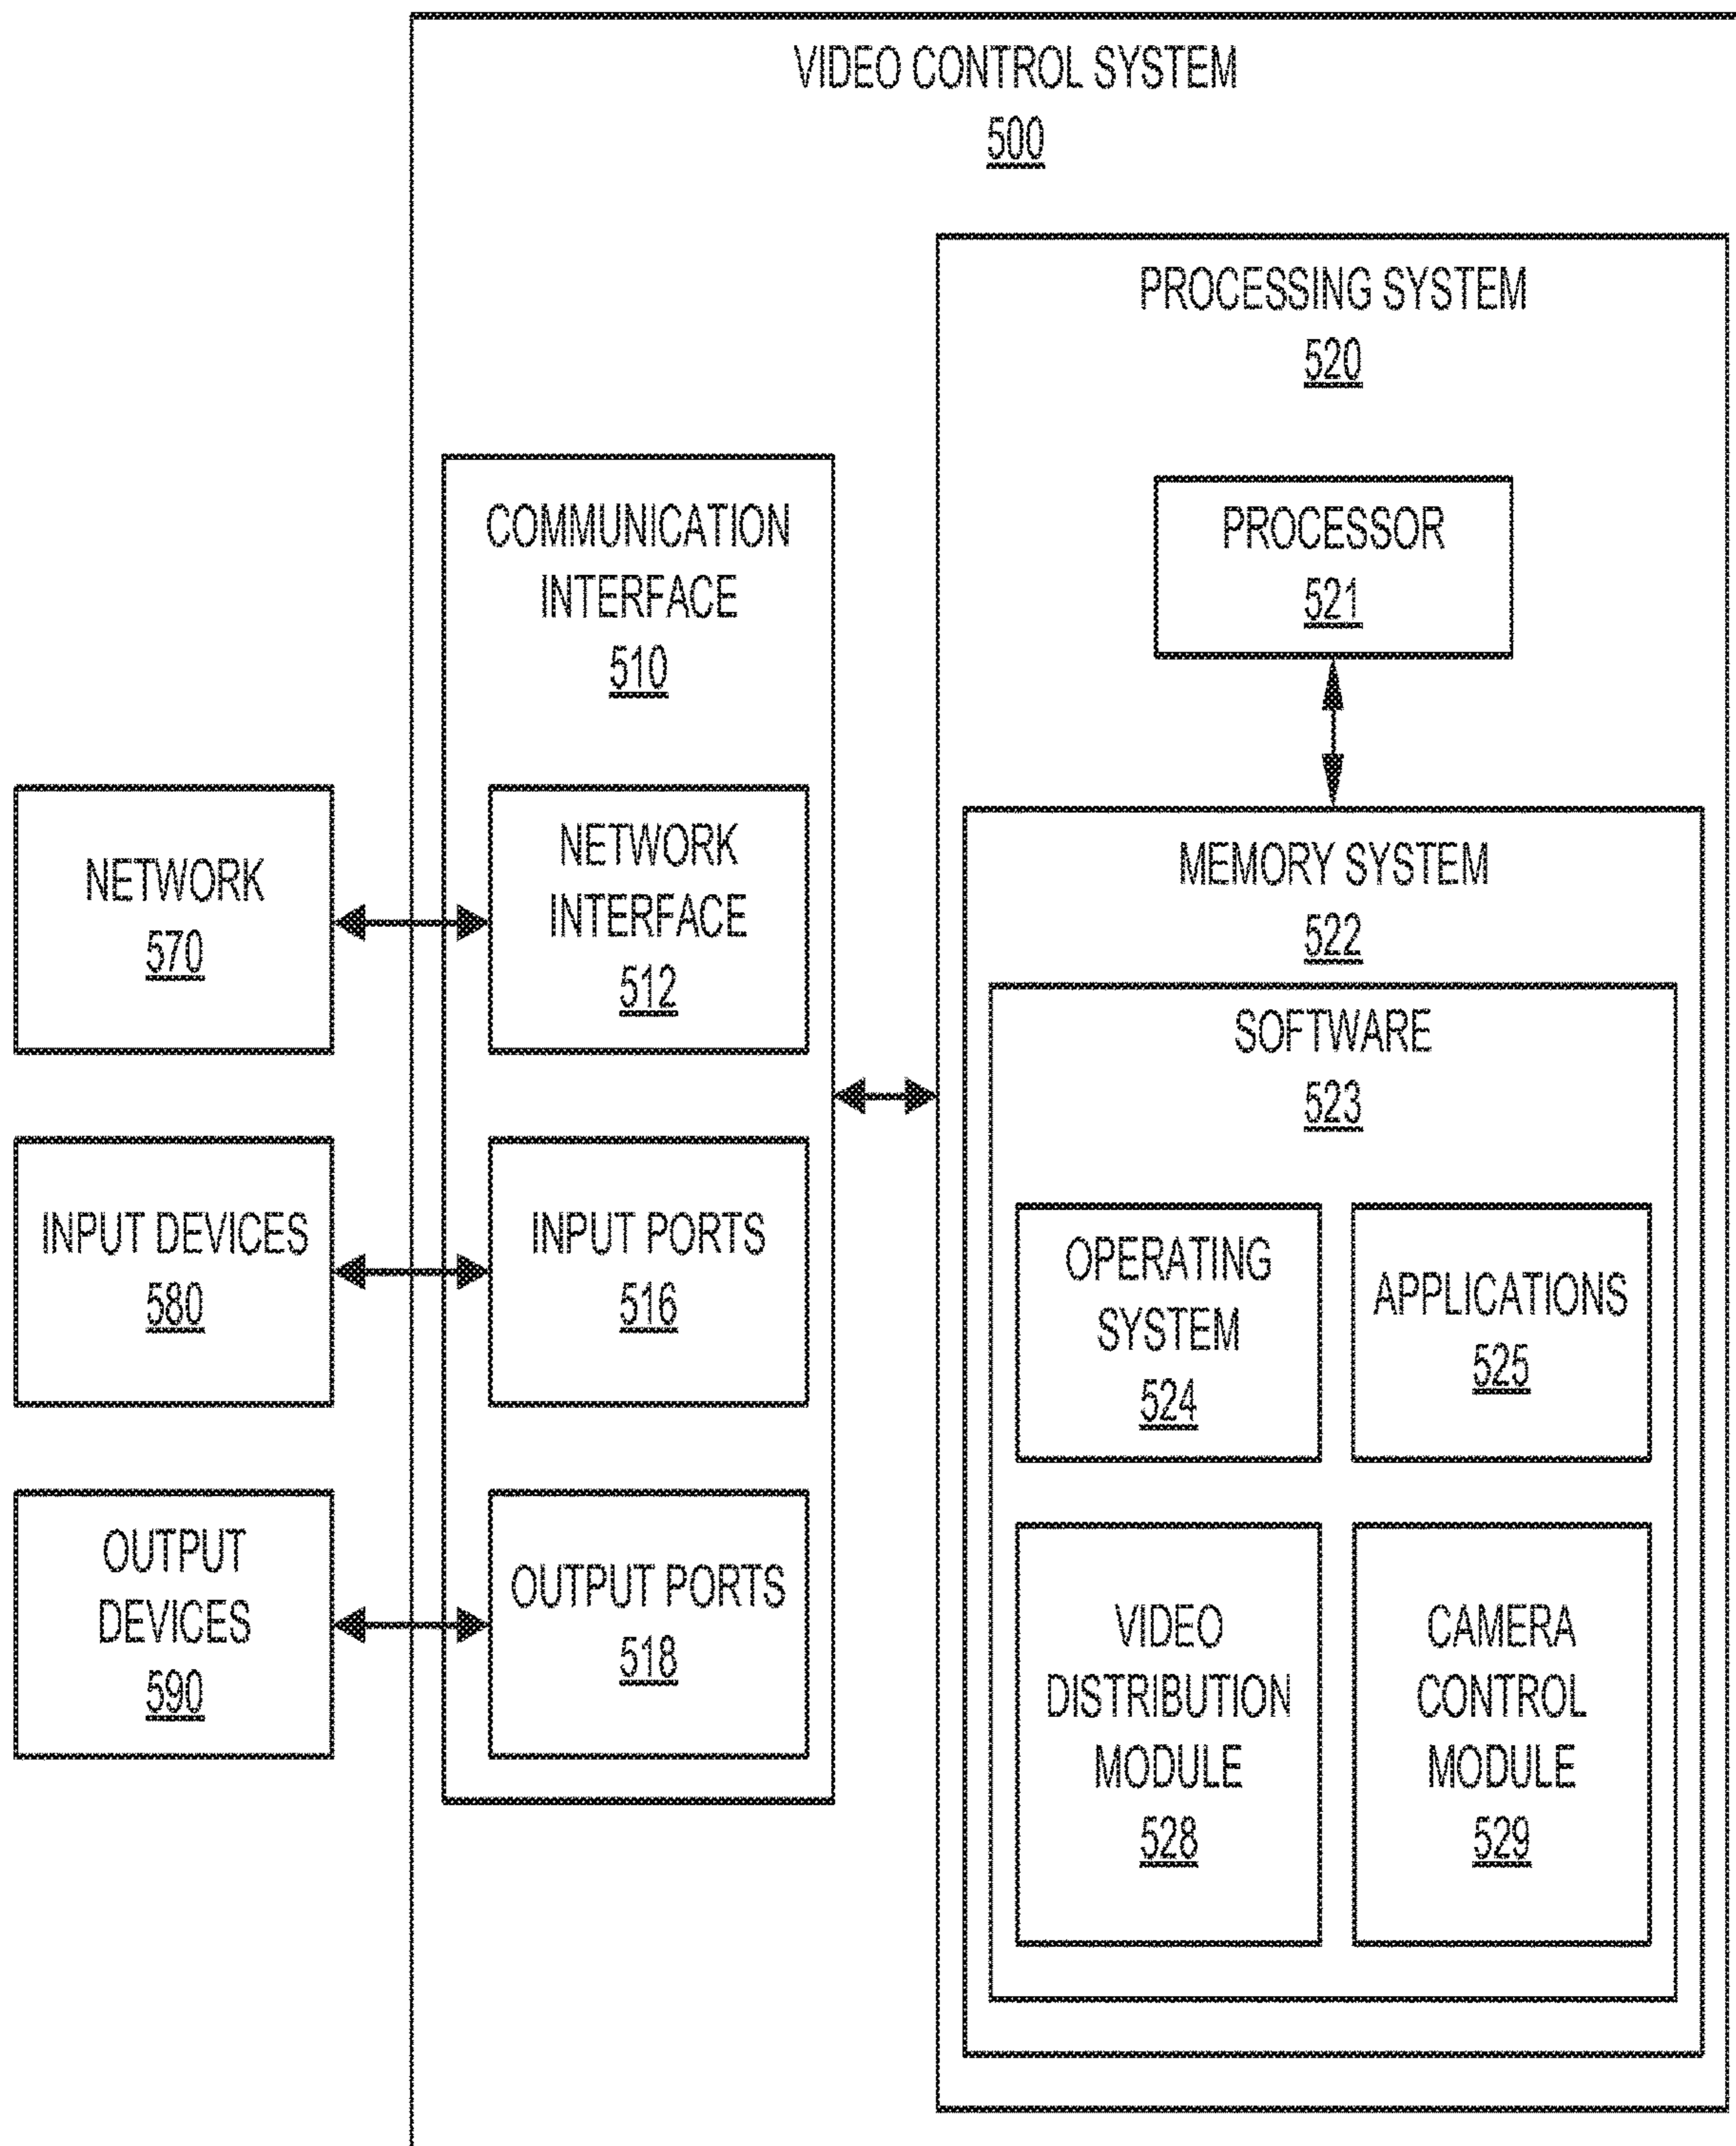 VIDEO CONTROL SYSTEM
500
PROCESSING SYSTEM
520
PROCESSOR
521
COMMUNICATION
INTERFACE
510
NETWORK
570
NETWORK
INTERFACE
512
MEMORY SYSTEM
522
SOFTWARE
523
INPUT DEVICES
580
INPUT PORTS
516
OPERATING
SYSTEM
524
APPLICATIONS
525
OUTPUT
DEVICES
590
OUTPUT PORTS
518
VIDEO
DISTRIBUTION
MODULE
528
CAMERA
CONTROL
MODULE
529